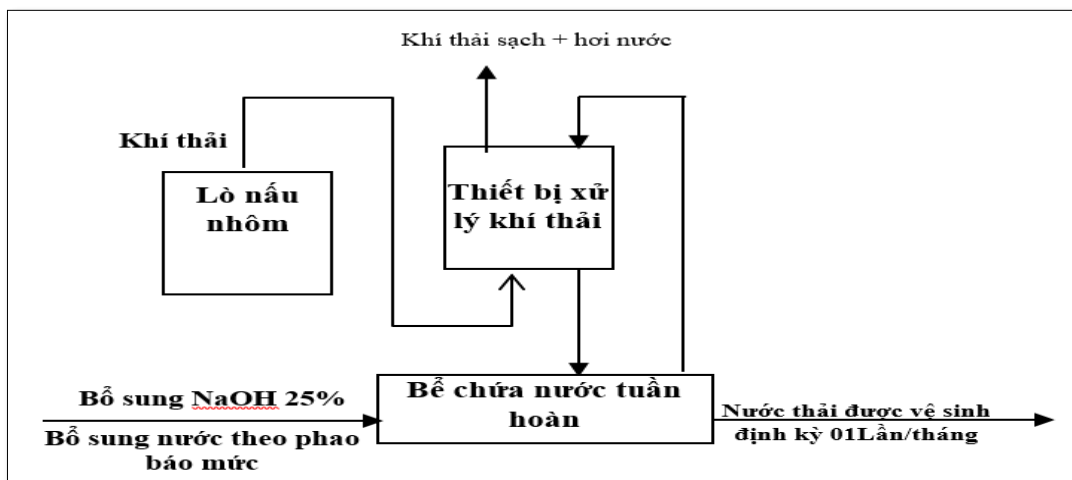 Khí thải sạch + hơi nước
Khí thải
Lò nấu
nhôm
Thiết bị xử
lý khí thải
Bổ sung NaOH 25%
Bổ sung nước theo phao
báo mức
Bể chứa nước tuần
hoàn
Nước thải được vệ sinh
định kỳ 01Lần/tháng